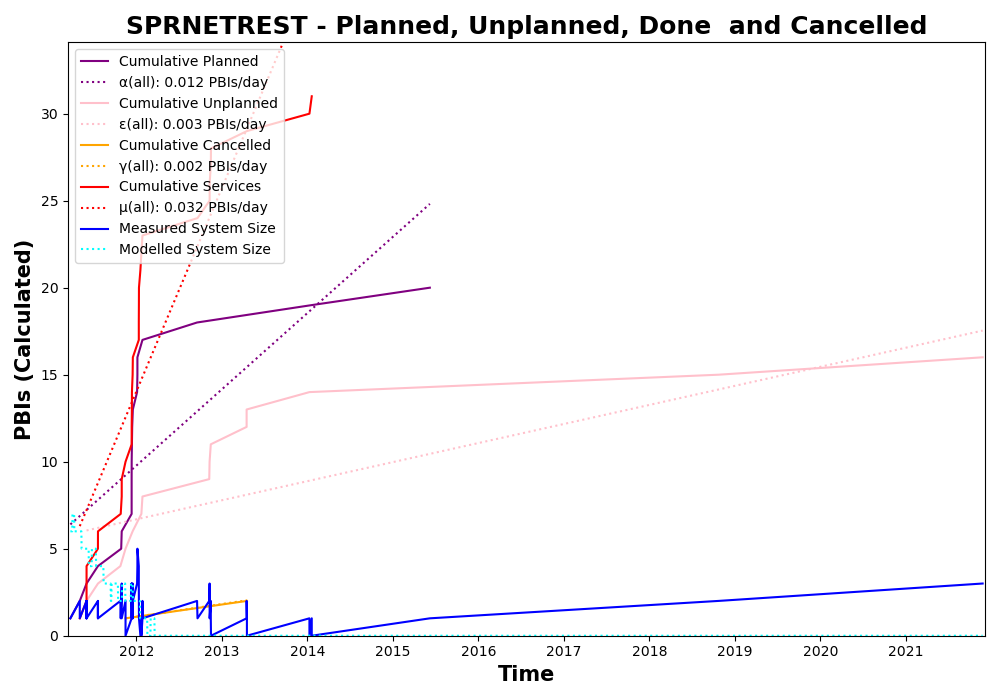 SPRNETREST - Planned, Unplanned, Done  and Cancelled
Cumulative Planned
α(all): 0.012 PBIs/day
Cumulative Unplanned
ε(all): 0.003 PBIs/day
Cumulative Cancelled
γ(all): 0.002 PBIs/day
Cumulative Services
μ(all): 0.032 PBIs/day
Measured System Size
Modelled System Size
PBIs (Calculated)
30
25
20
15
10
5
0
2012 2013 2014 2015 2016 2017 2018 2019 2020 2021
Time